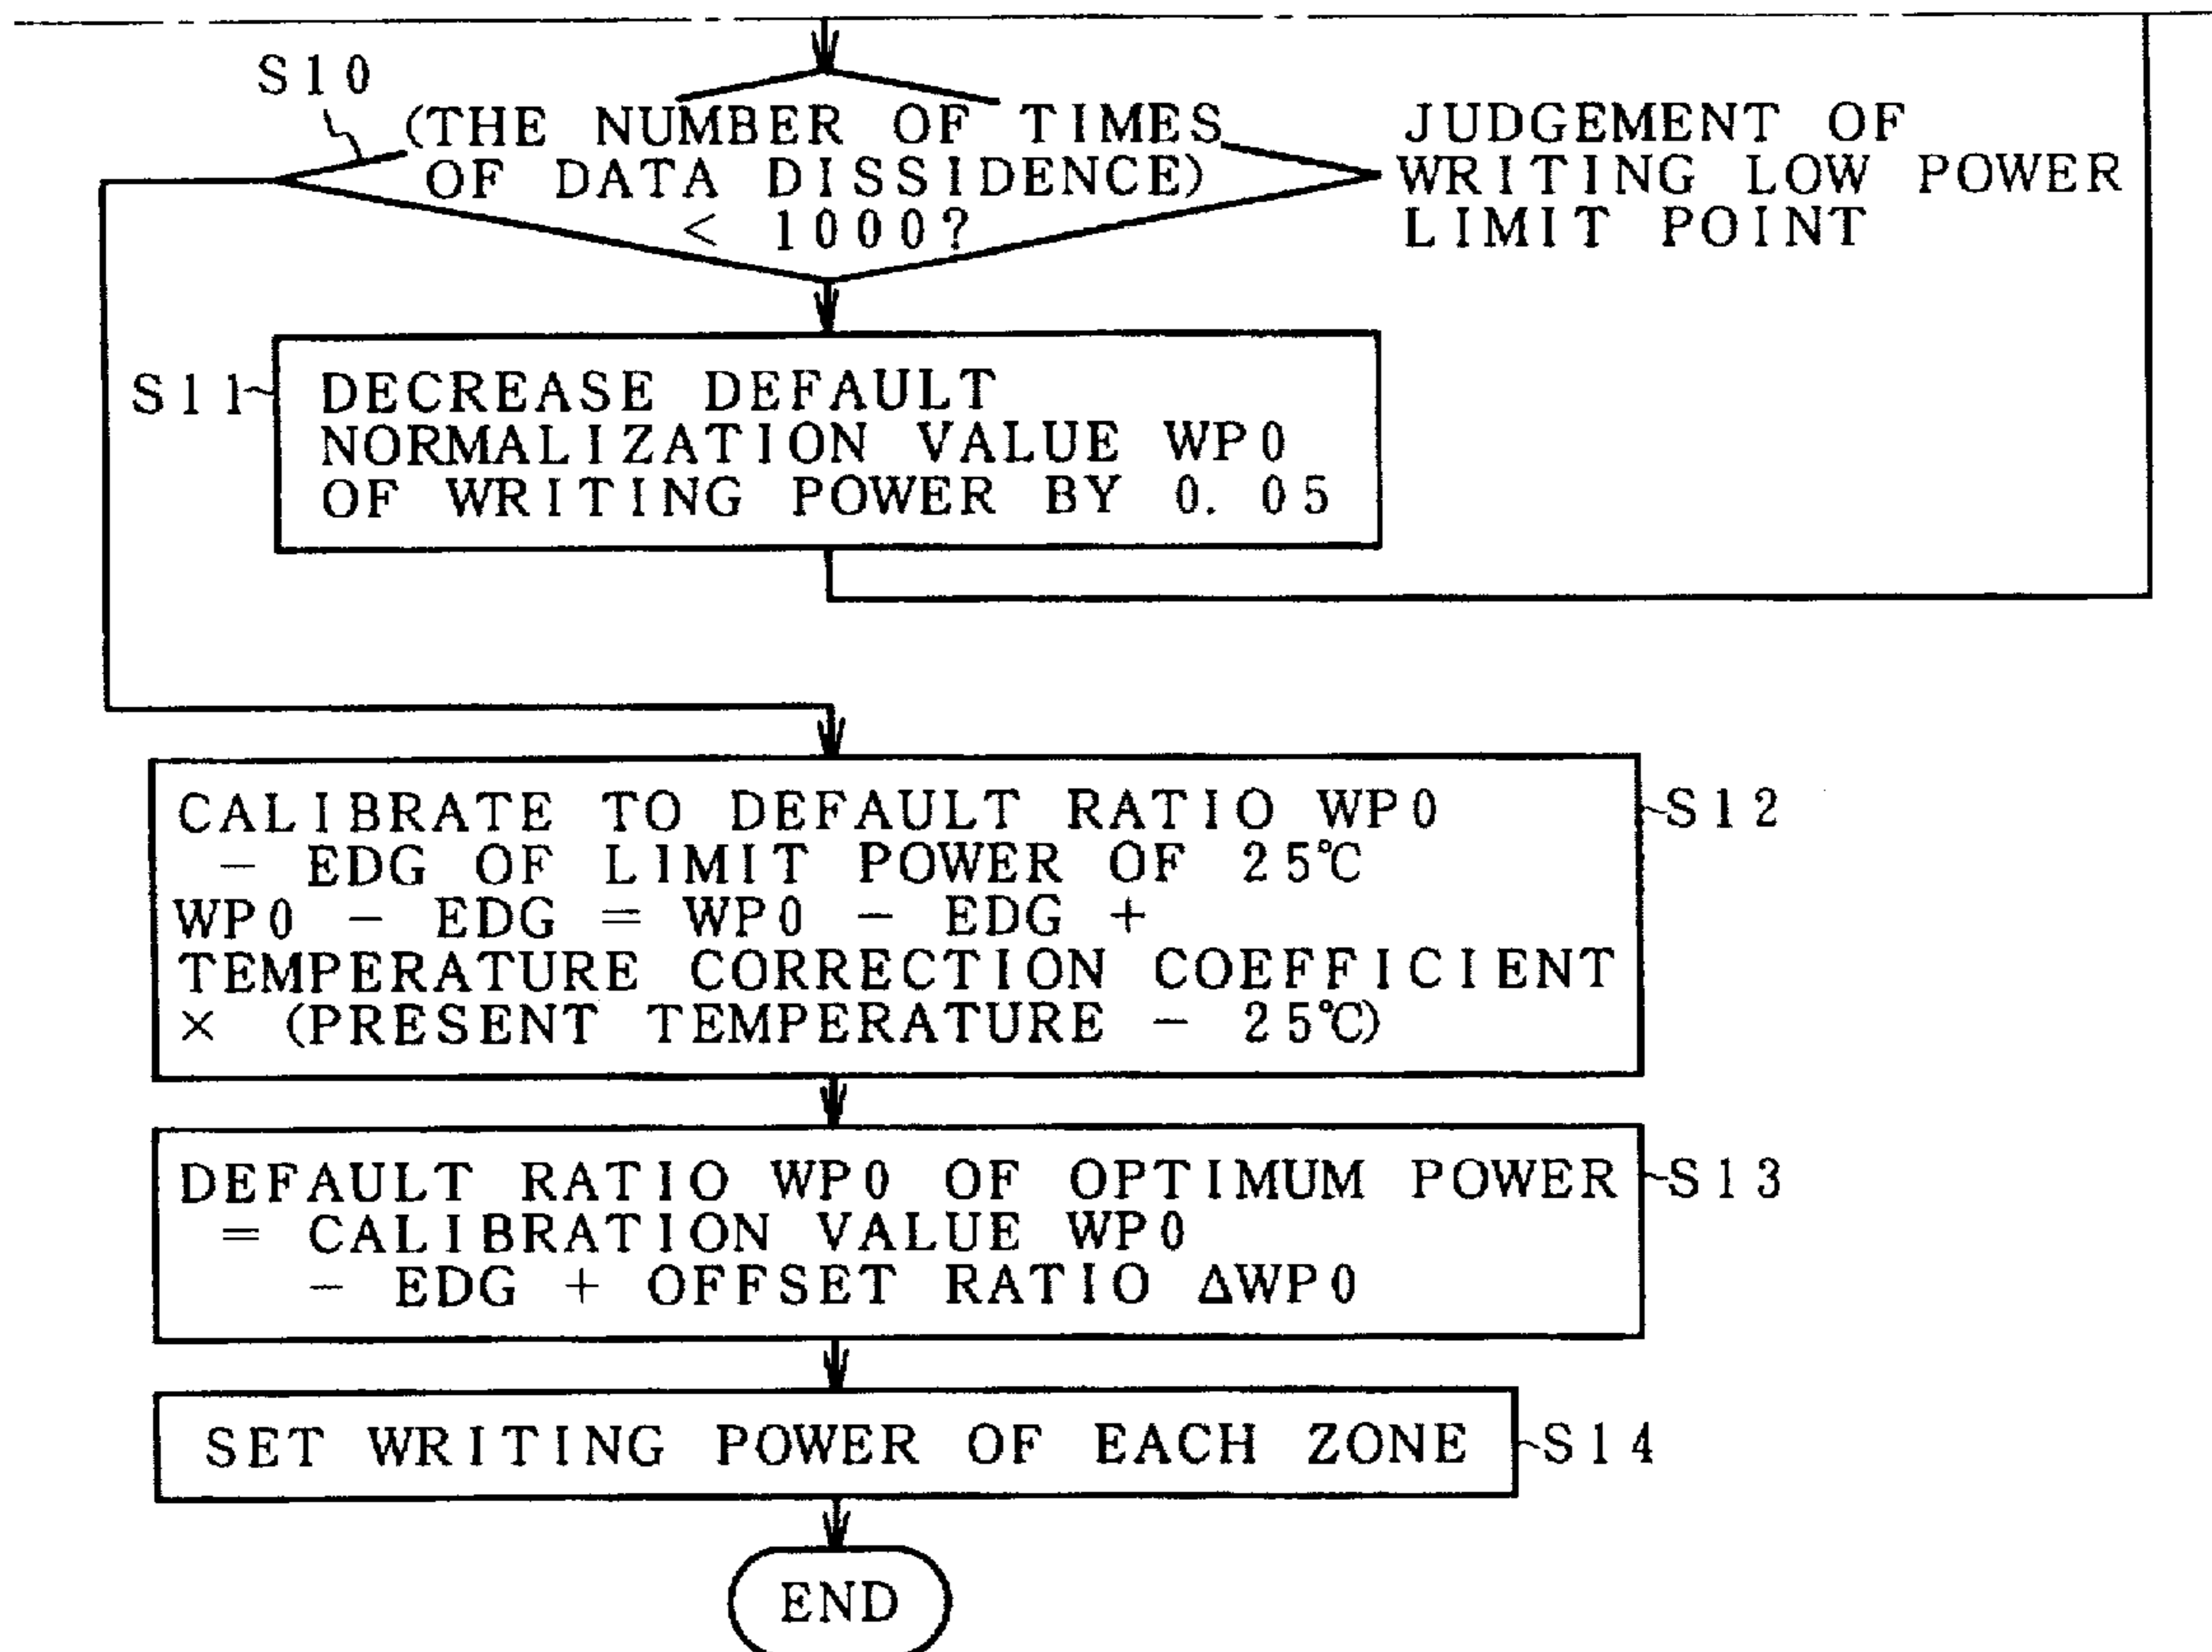 S10
(THE NUMBER OF TIMES
OF DATA DISSIDENCE)
< 1000?
JUDGEMENT OF
WRITING LOW POWER
LIMIT POINT
S11
DECREASE DEFAULT
NORMALIZATION VALUE WP0
OF WRITING POWER BY 0. 05
CALIBRATE TO DEFAULT RATIO WP0
- EDG OF LIMIT POWER OF 25℃
WP0 - EDG = WP0 - EDG +
TEMPERATURE CORRECTION COEFFICIENT
× (PRESENT TEMPERATURE - 25℃)
S12
DEFAULT RATIO WP0 OF OPTIMUM POWER
= CALIBRATION VALUE WP0
- EDG + OFFSET RATIO ΔWP0
S13
SET WRITING POWER OF EACH ZONE
S14
END